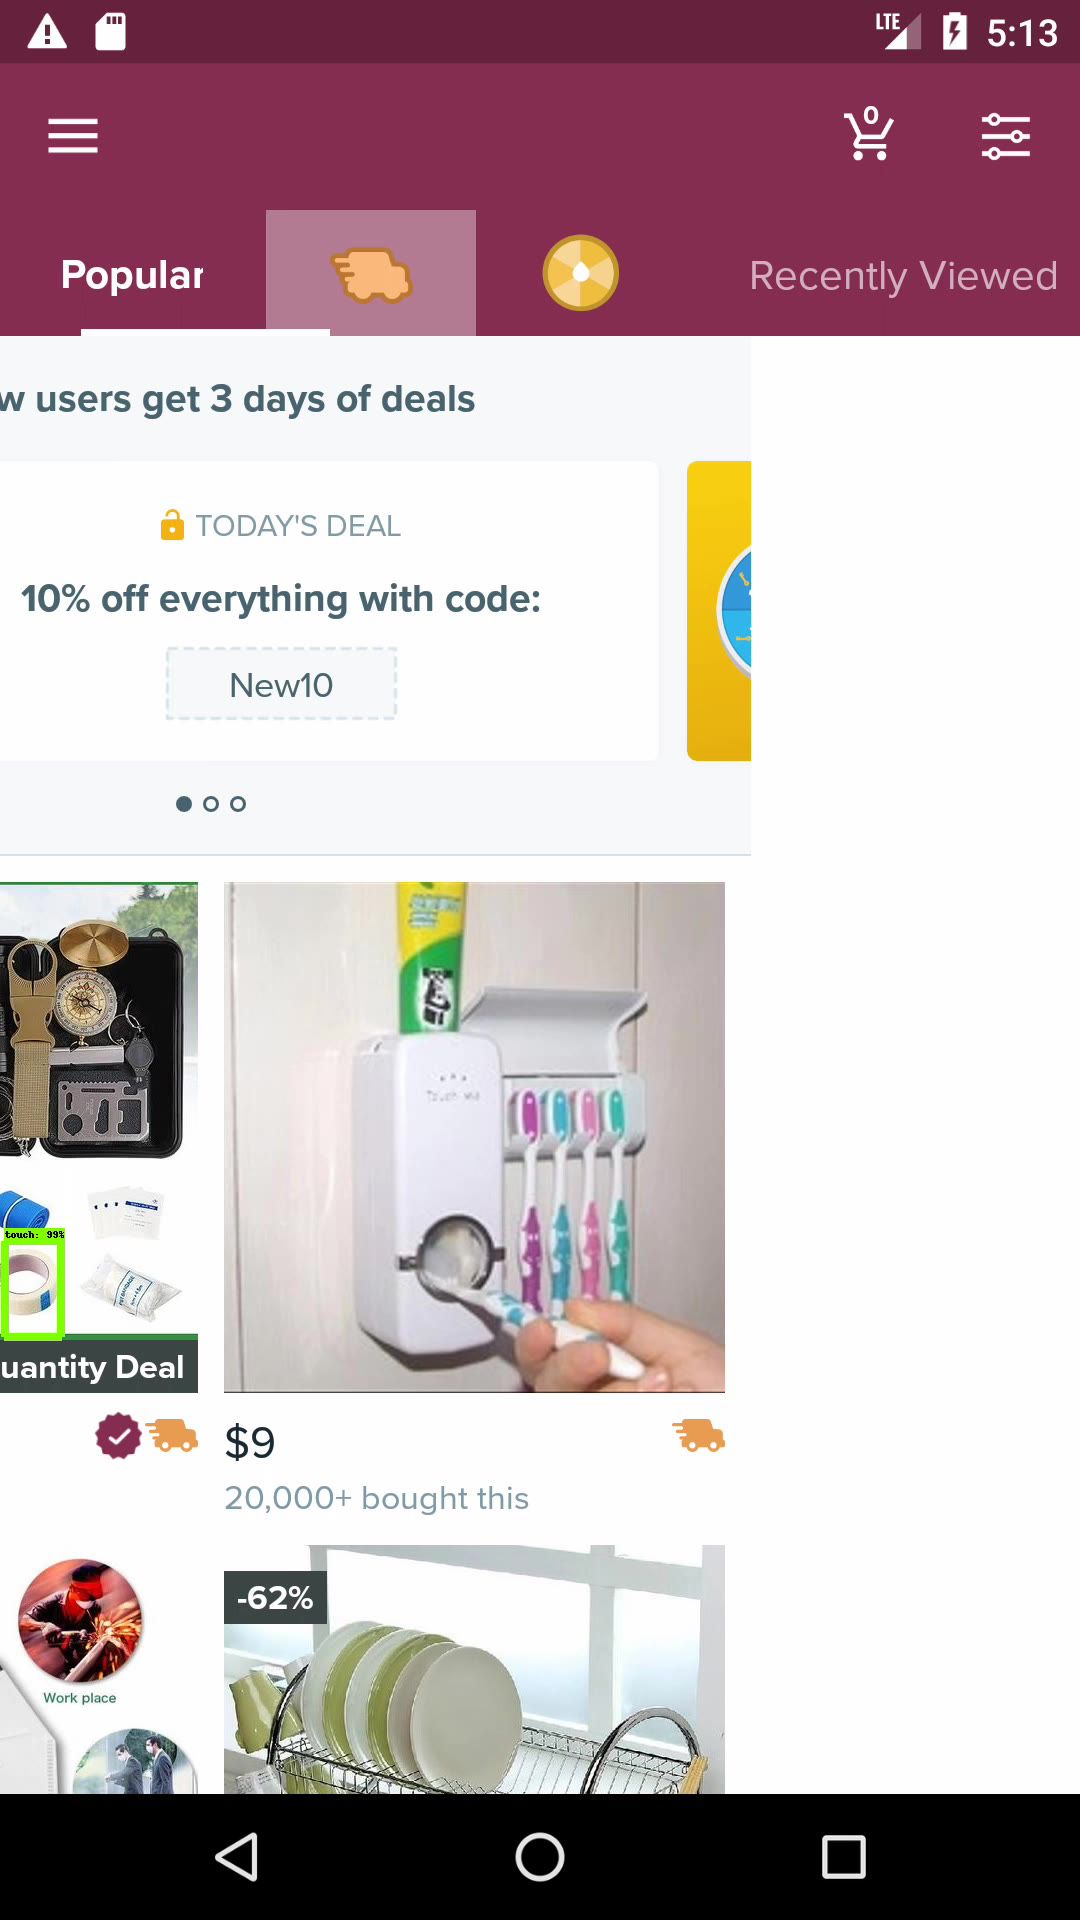 LTE
5:13
0
Popular
Recently Viewed
w users get 3 days of deals
TODAY'S DEAL
10% off everything with code:
New10
touch: 99%
uantity Deal
$9
20,000+ bought this
-62%
Work place